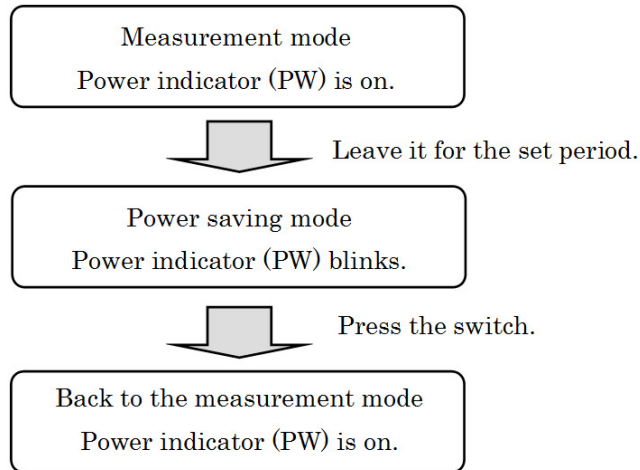 Measurement mode
Power indicator (PW) is on.
Leave it for the set period.
Power saving mode
Power indicator (PW) blinks.
Press the switch.
Back to the measurement mode
Power indicator (PW) is on.